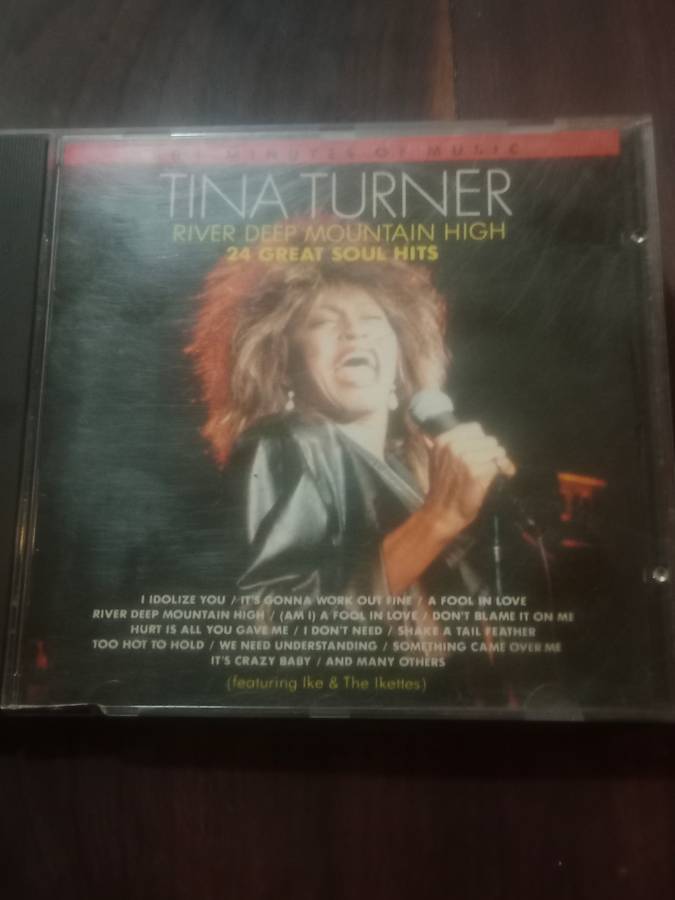 MINUTES OF MUSIC
TINA TURNER
RIVER DEEP MOUNTAIN HIGH
24 GREAT SOUL HITS
I IDOLIZE YOU / IT'S GONNA WORK OUT FINE / A FOOL IN LOVE
RIVER DEEP MOUNTAIN HIGH / (AM I) A FOOL IN LOVE / DON'T BLAME IT ON ME
HURT IS ALL YOU GAVE ME / I DON'T NEED / SHAKE A TAIL FEATHER
TOO HOT TO HOLD / WE NEED UNDERSTANDING / SOMETHING CAME OVER ME
IT'S CRAZY BABY / AND MANY OTHERS
(featuring Ike & The Ikettes)